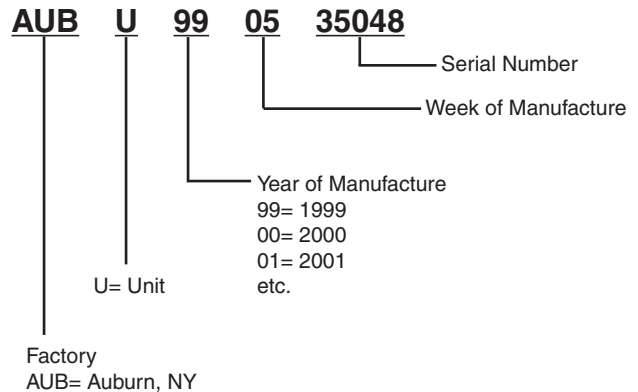 AUB U 99 05 35048
Serial Number
Week of Manufacture
Year of Manufacture
99= 1999
00= 2000
01= 2001
etc.
U= Unit
Factory
AUB= Auburn, NY